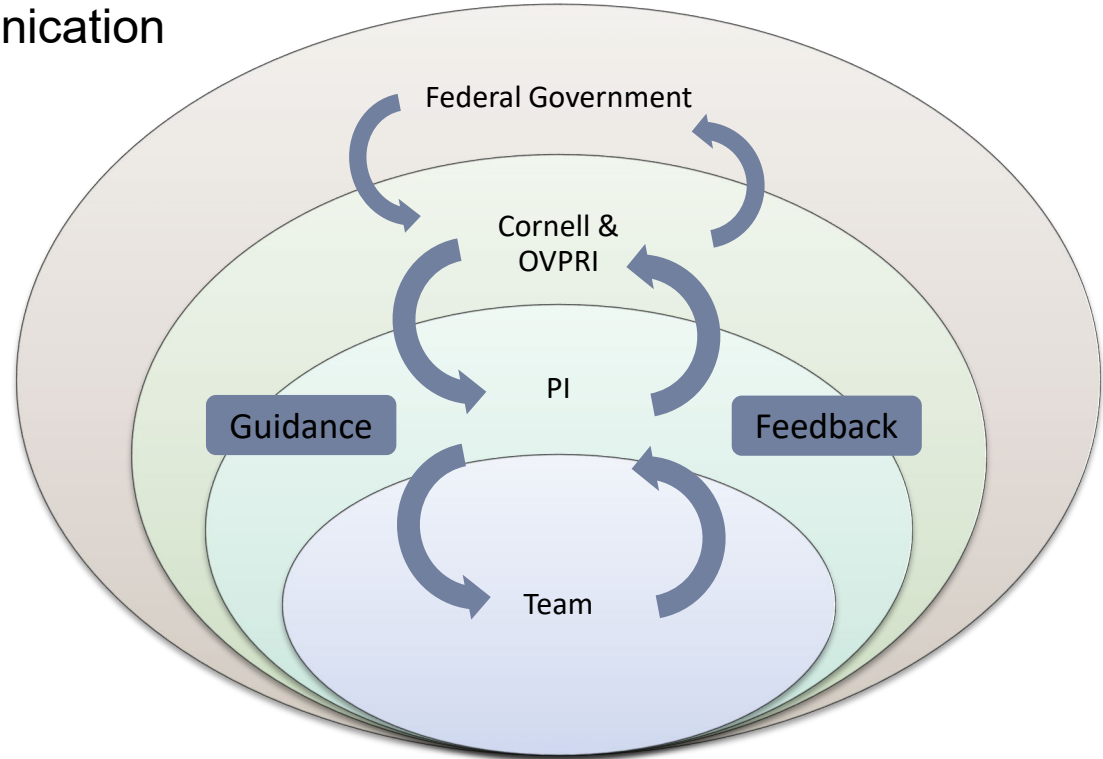 nication
Federal Government
Cornell &
OVPRI
PI
Guidance
Feedback
Team